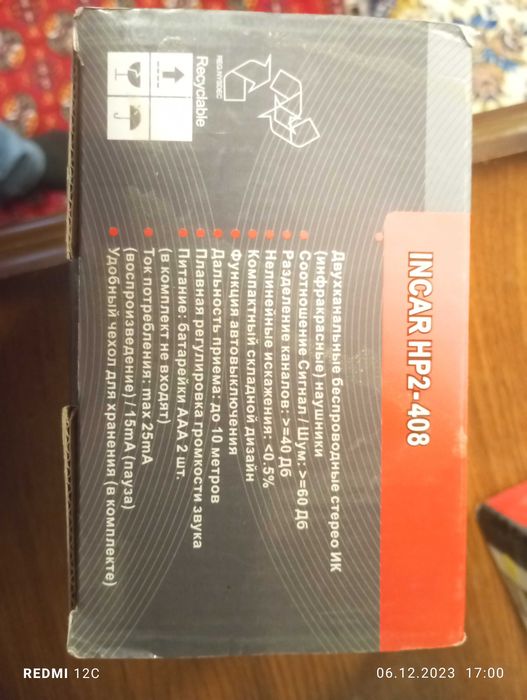 INCAR HP2-408
Двухканальные беспроводные стерео ИК
(инфракрасные) наушники
Соотношение Сигнал / Шум: >=60 Дб
Разделение каналов: >=40 Дб
Нелинейные искажения: <0.5%
Компактный складной дизайн
Функция автовыключения
Дальность приема: до 10 метров
Плавная регулировка громкости звука
Питание: батарейки ААА 2 шт.
(в комплект не входят)
Ток потребления: max 25mA
(воспроизведение) / 15mA (пауза)
Удобный чехол для хранения (в комплекте)
REG.NYSDEC
Recyclable
REDMI 12C
06.12.2023 17:00